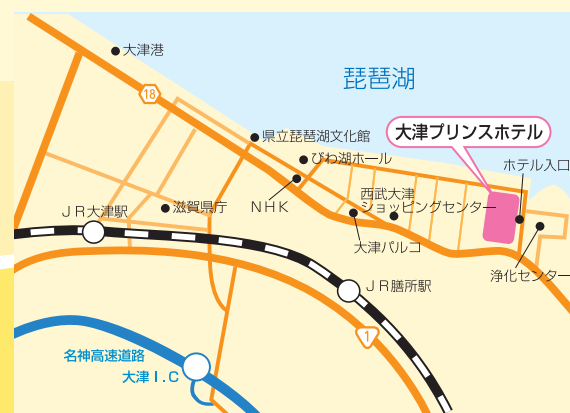 大津港
琵琶湖
18
県立琵琶湖文化館
大津プリンスホテル
びわ湖ホール
ホテル入口
西武大津
ショッピングセンター
滋賀県庁
NHK
JR大津駅
大津パルコ
浄化センター
JR膳所駅
1
名神高速道路
大津I.C